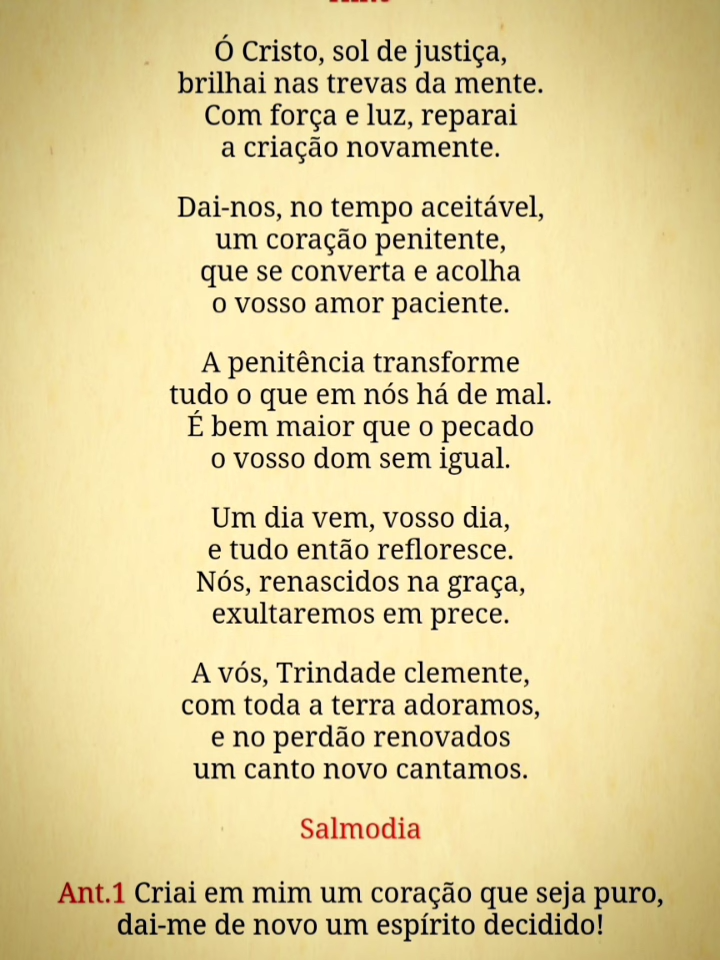 Ó Cristo, sol de justiça,
brilhai nas trevas da mente.
Com força e luz, reparai
a criação novamente.
Dai-nos, no tempo aceitável,
um coração penitente,
que se converta e acolha
o vosso amor paciente.
A penitência transforme
tudo o que em nós há de mal.
É bem maior que o pecado
o vosso dom sem igual.
Um dia vem, vosso dia,
e tudo então refloresce.
Nós, renascidos na graça,
exultaremos em prece.
A vós, Trindade clemente,
com toda a terra adoramos,
e no perdão renovados
um canto novo cantamos.
Salmodia
Ant.1 Criai em mim um coração que seja puro,
dai-me de novo um espírito decidido!